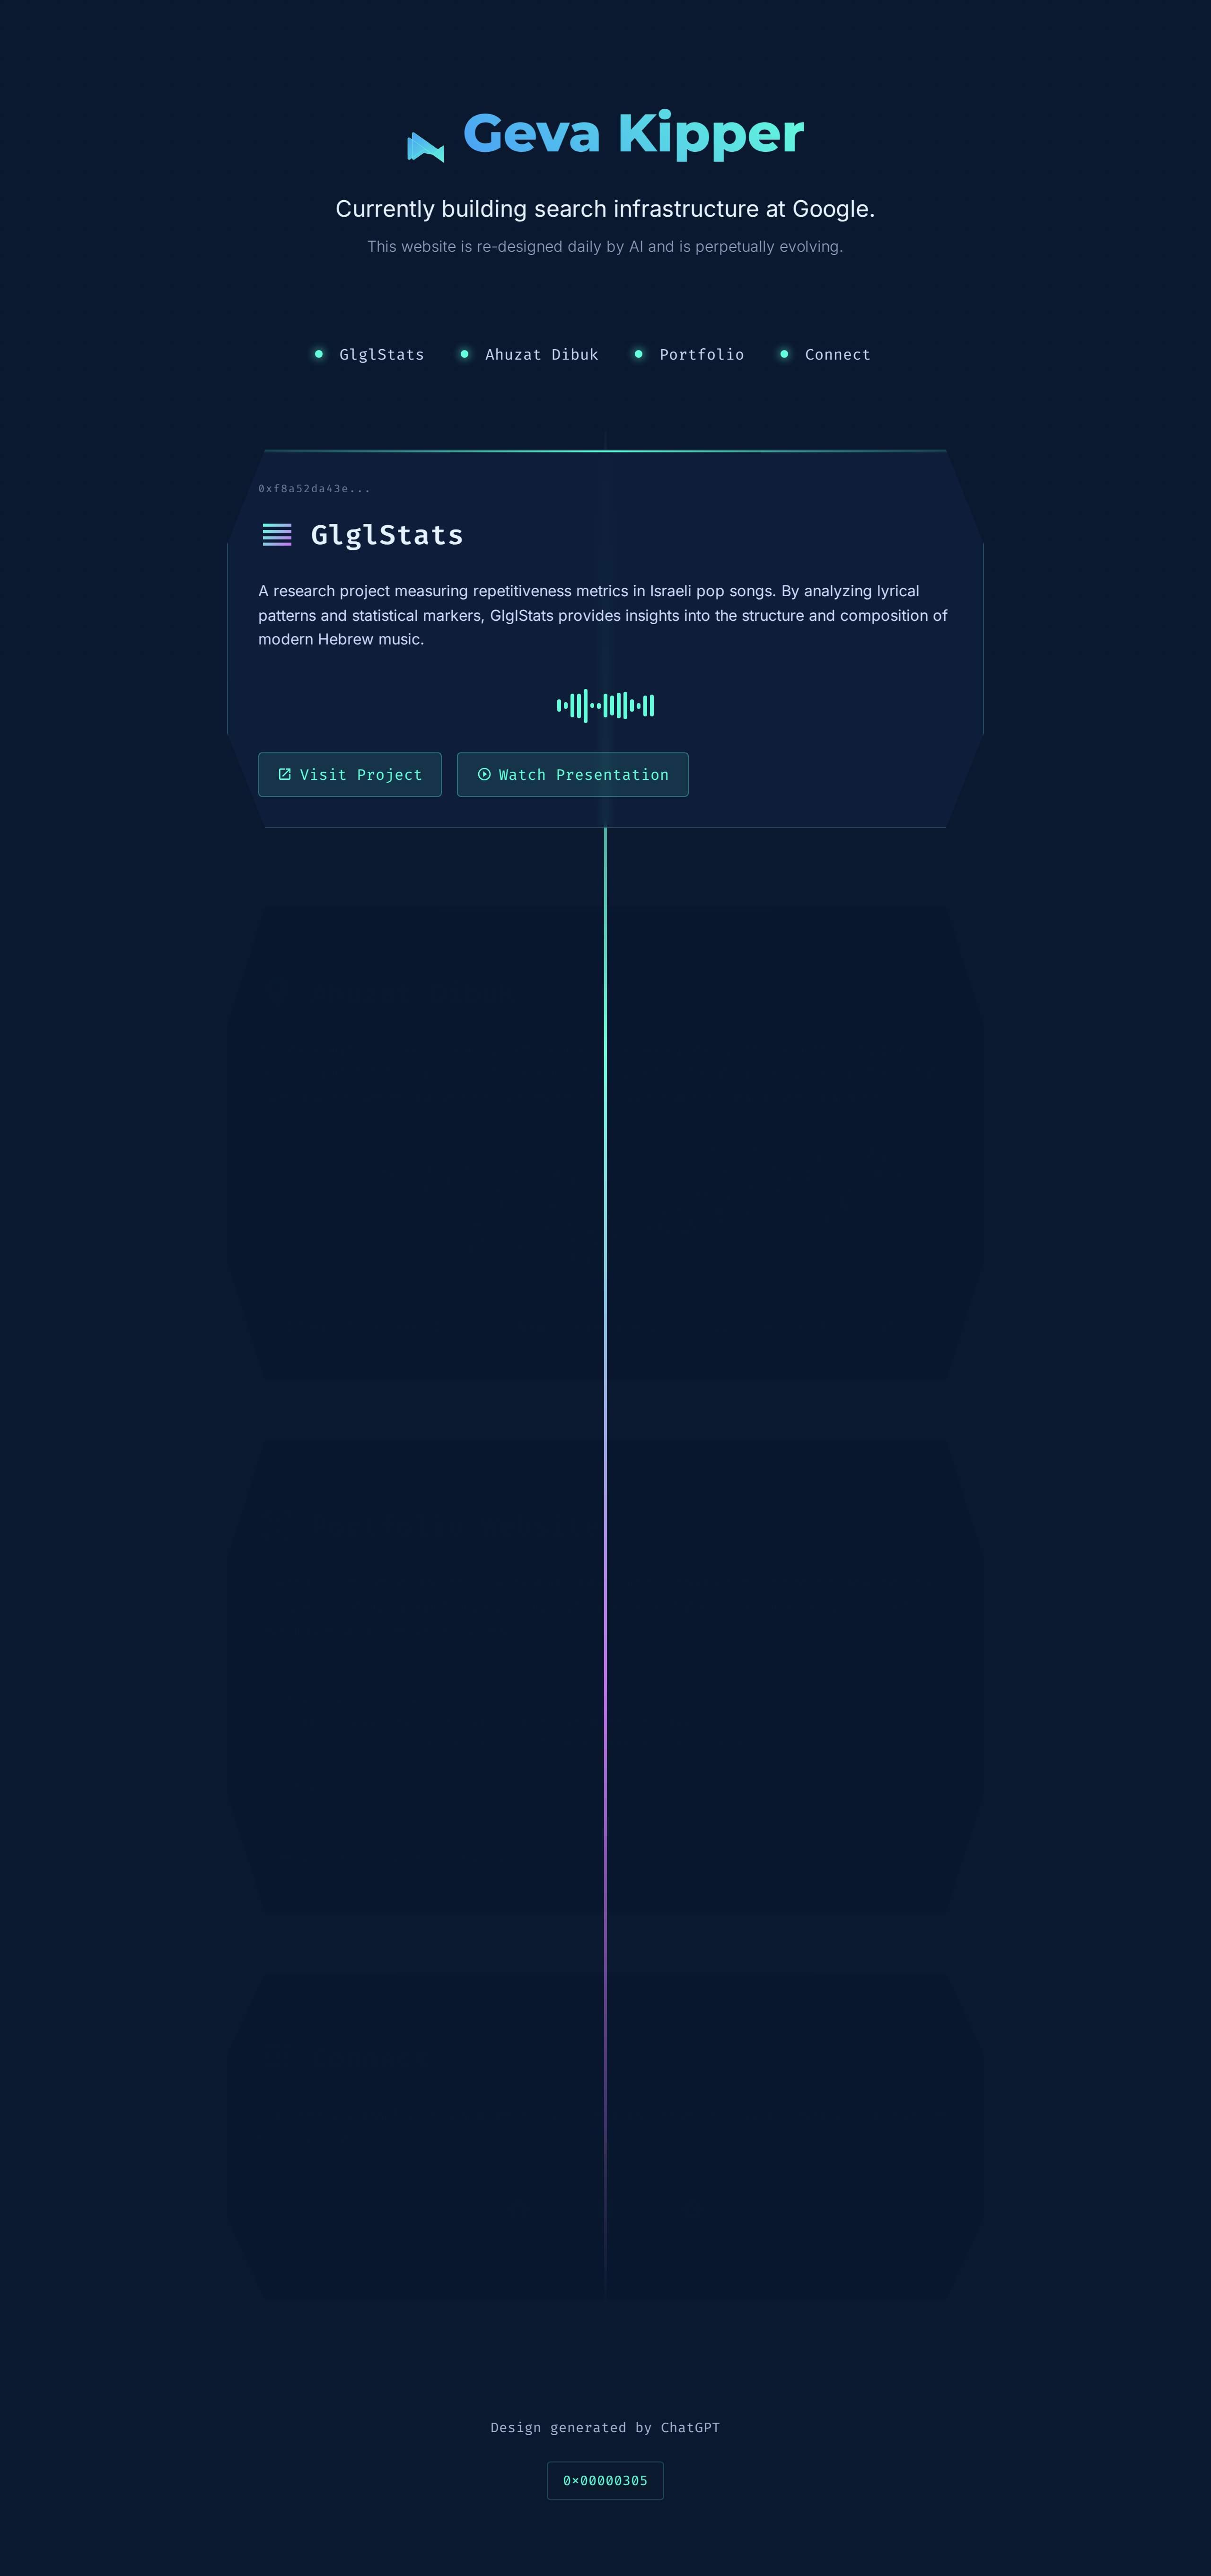 Geva Kipper
Currently building search infrastructure at Google.
This website is re-designed daily by AI and is perpetually evolving.
GlglStats
Ahuzat Dibuk
Portfolio
Connect
0xf8a52da43e...
GlglStats
A research project measuring repetitiveness metrics in Israeli pop songs. By analyzing lyrical
patterns and statistical markers, GlglStats provides insights into the structure and composition of
modern Hebrew music.
Visit Project
Watch Presentation
Design generated by ChatGPT
0x00000305